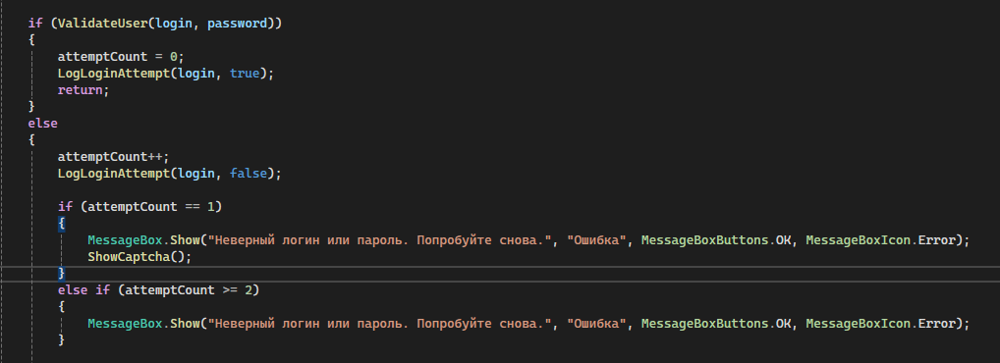 if (ValidateUser(login, password))
{
attemptCount = 0;
LogLoginAttempt(login, true);
return;
}
else
{
attemptCount++;
LogLoginAttempt(login, false);
if (attemptCount == 1)
{
MessageBox.Show("Неверный логин или пароль. Попробуйте снова.", "Ошибка", MessageBoxButtons.OK, MessageBoxIcon.Error);
ShowCaptcha();
}
else if (attemptCount >= 2)
{
MessageBox.Show("Неверный логин или пароль. Попробуйте снова.", "Ошибка", MessageBoxButtons.OK, MessageBoxIcon.Error);
}